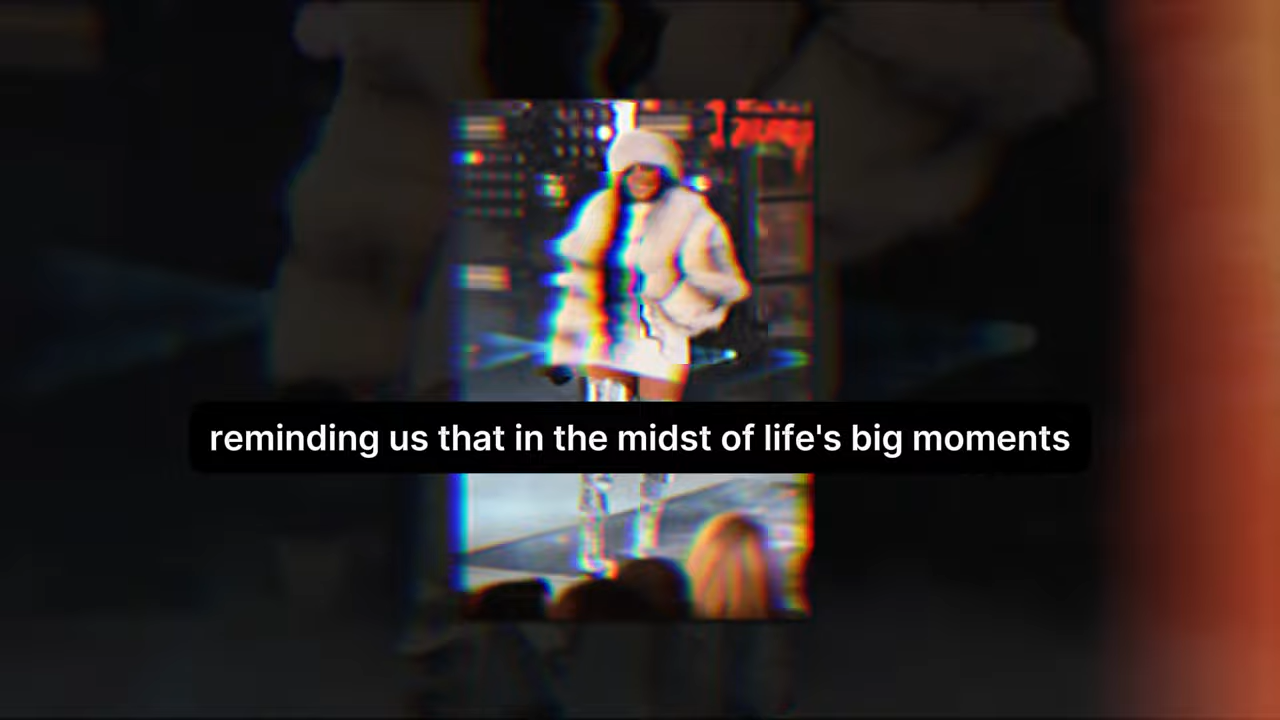 reminding us that in the midst of life's big moments